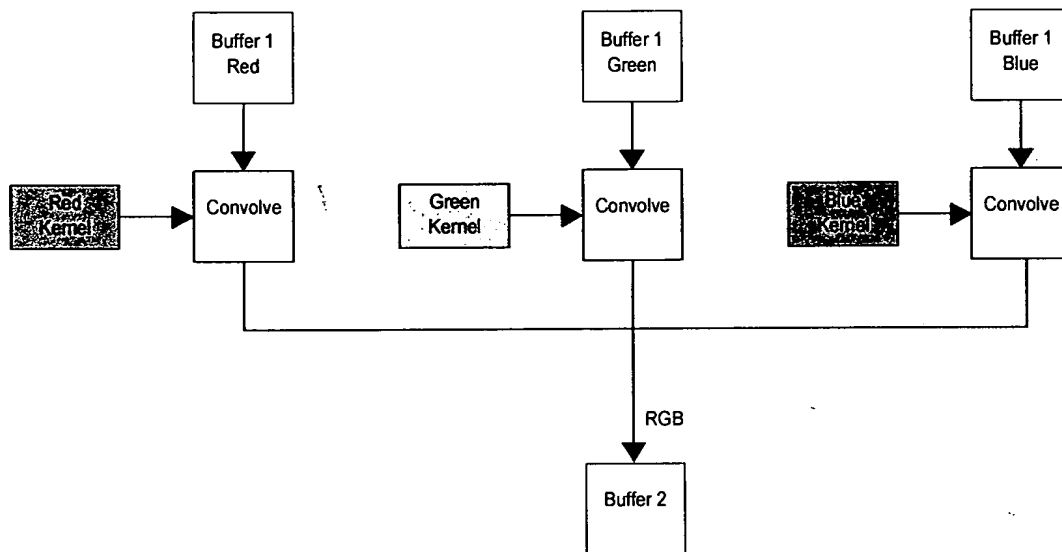 Buffer 1
Red
Buffer 1
Green
Buffer 1
Blue
Red
Kernel
Convolve
Green
Kernel
Convolve
Blue
Kernel
Convolve
RGB
Buffer 2